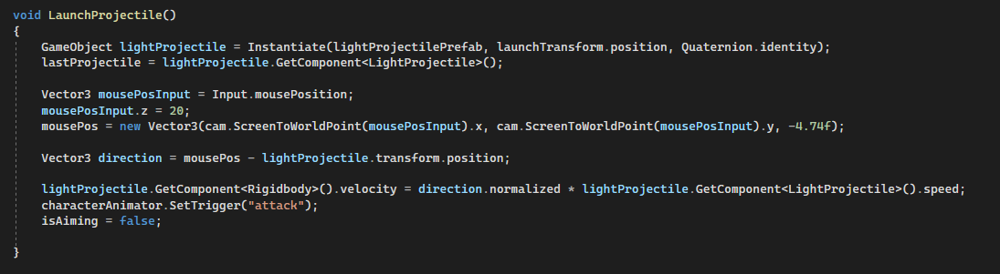 void LaunchProjectile()
{
GameObject lightProjectile = Instantiate(lightProjectilePrefab, launchTransform.position, Quaternion.identity);
lastProjectile = lightProjectile.GetComponent<LightProjectile>();
Vector3 mousePosInput = Input.mousePosition;
mousePosInput.z = 20;
mousePos = new Vector3(cam.ScreenToWorldPoint(mousePosInput).x, cam.ScreenToWorldPoint(mousePosInput).y, -4.74f);
Vector3 direction = mousePos - lightProjectile.transform.position;
lightProjectile.GetComponent<Rigidbody>().velocity = direction.normalized * lightProjectile.GetComponent<LightProjectile>().speed;
characterAnimator.SetTrigger("attack");
isAiming = false;
}